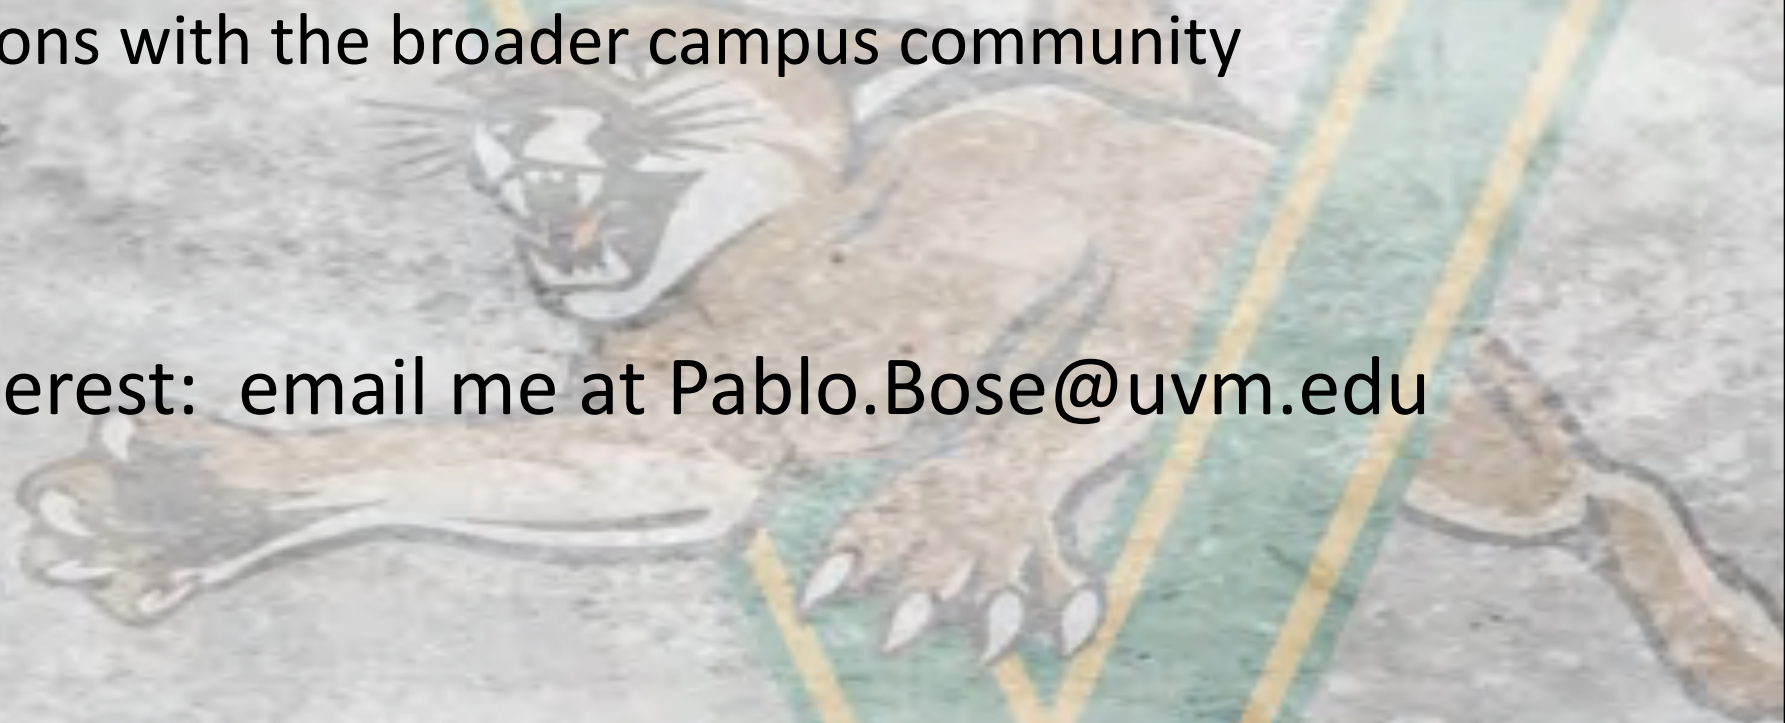 ons with the broader campus community
erest: email me at Pablo.Bose@uvm.edu